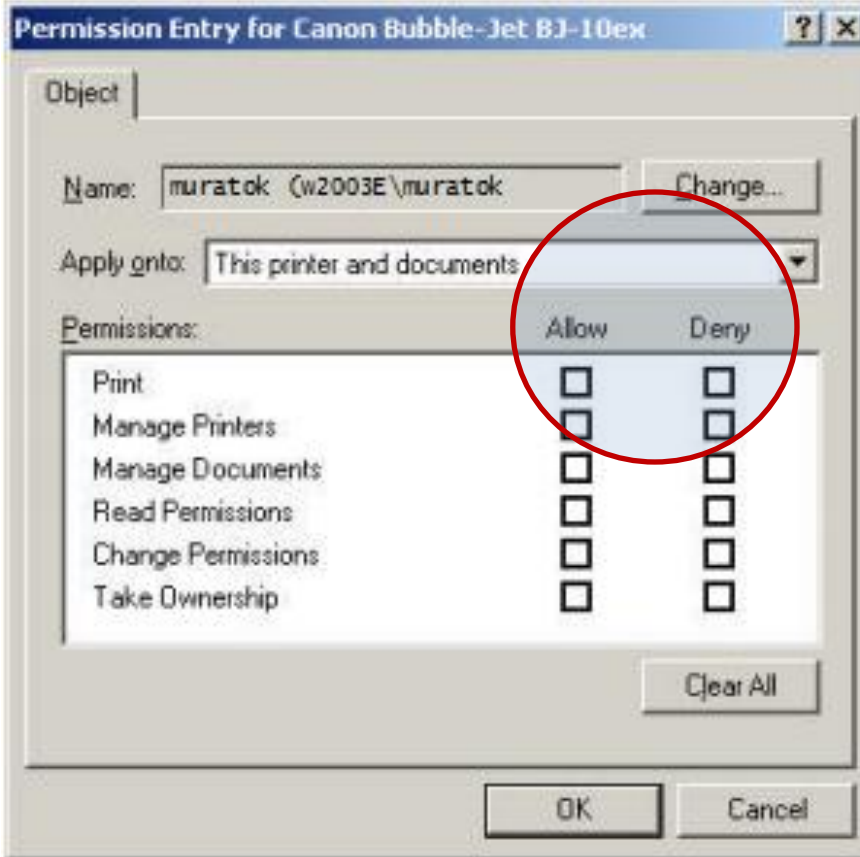 Permission Entry for Canon Bubble-Jet BJ-10ex
Object
Name: muratok (w2003E\muratok Change...
Apply onto: This printer and documents
Permissions: Allow Deny
Print
Manage Printers
Manage Documents
Read Permissions
Change Permissions
Take Ownership
Clear All
OK Cancel